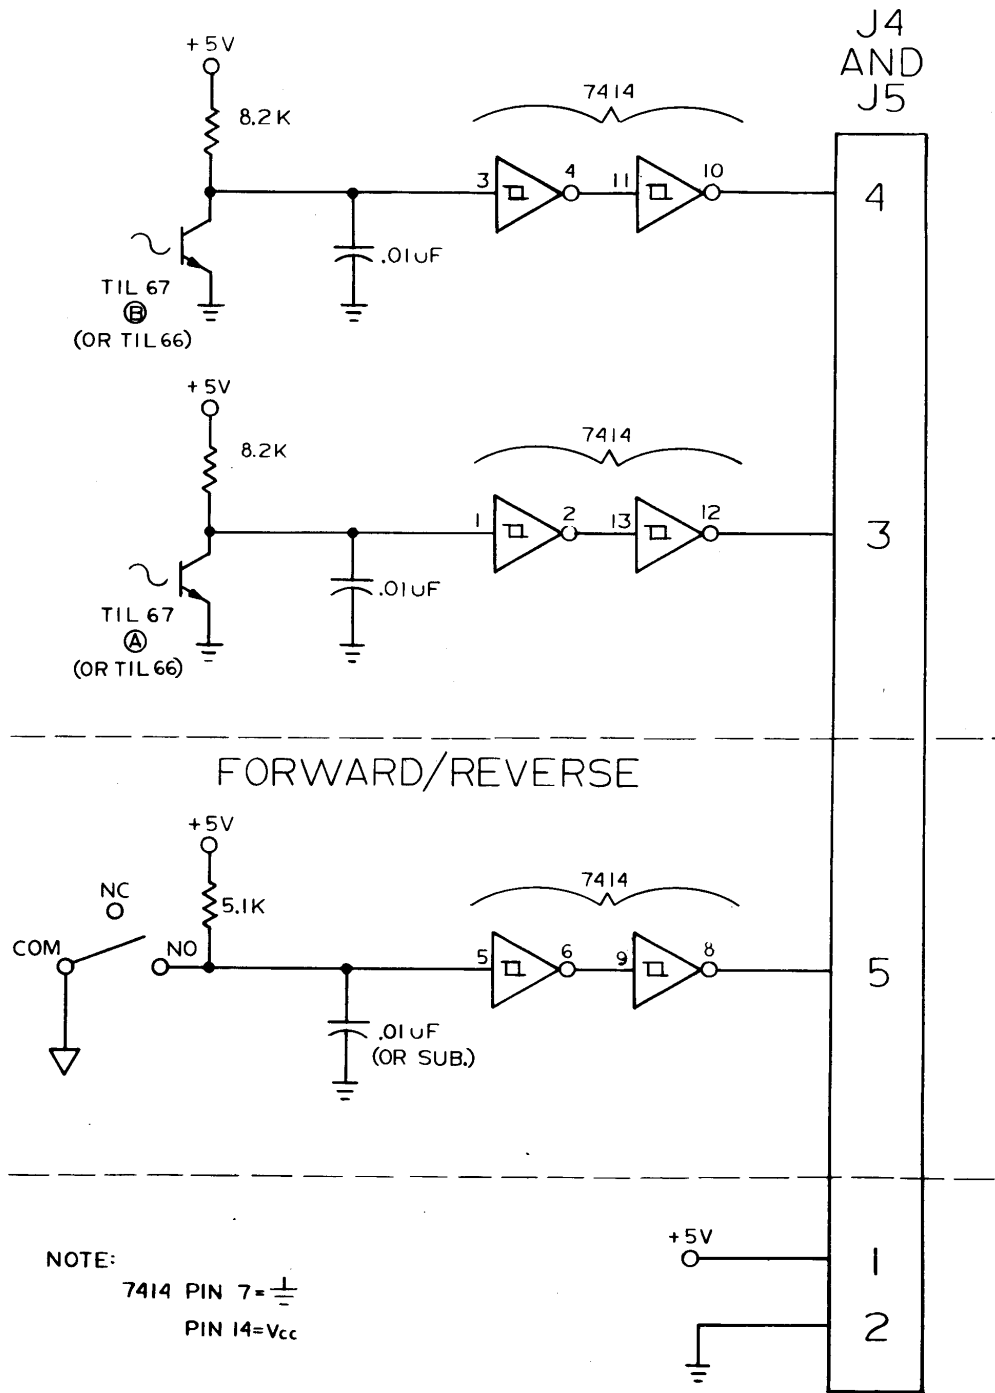 J4
AND
J5
+5V
8.2K
7414
3
4
11
10
4
.01uF
TIL 67
B
(OR TIL66)
+5V
8.2K
7414
1
2
13
12
3
.01uF
TIL 67
A
(OR TIL66)
FORWARD/REVERSE
+5V
5.1K
7414
NC
COM
NO
5
6
9
8
5
.01uF
(OR SUB.)
+5V
1
NOTE:
7414 PIN 7=
PIN 14=Vcc
2